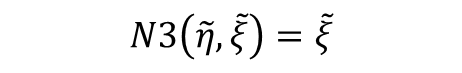 𝑁3(𝜂̃, 𝜉̃) = 𝜉̃